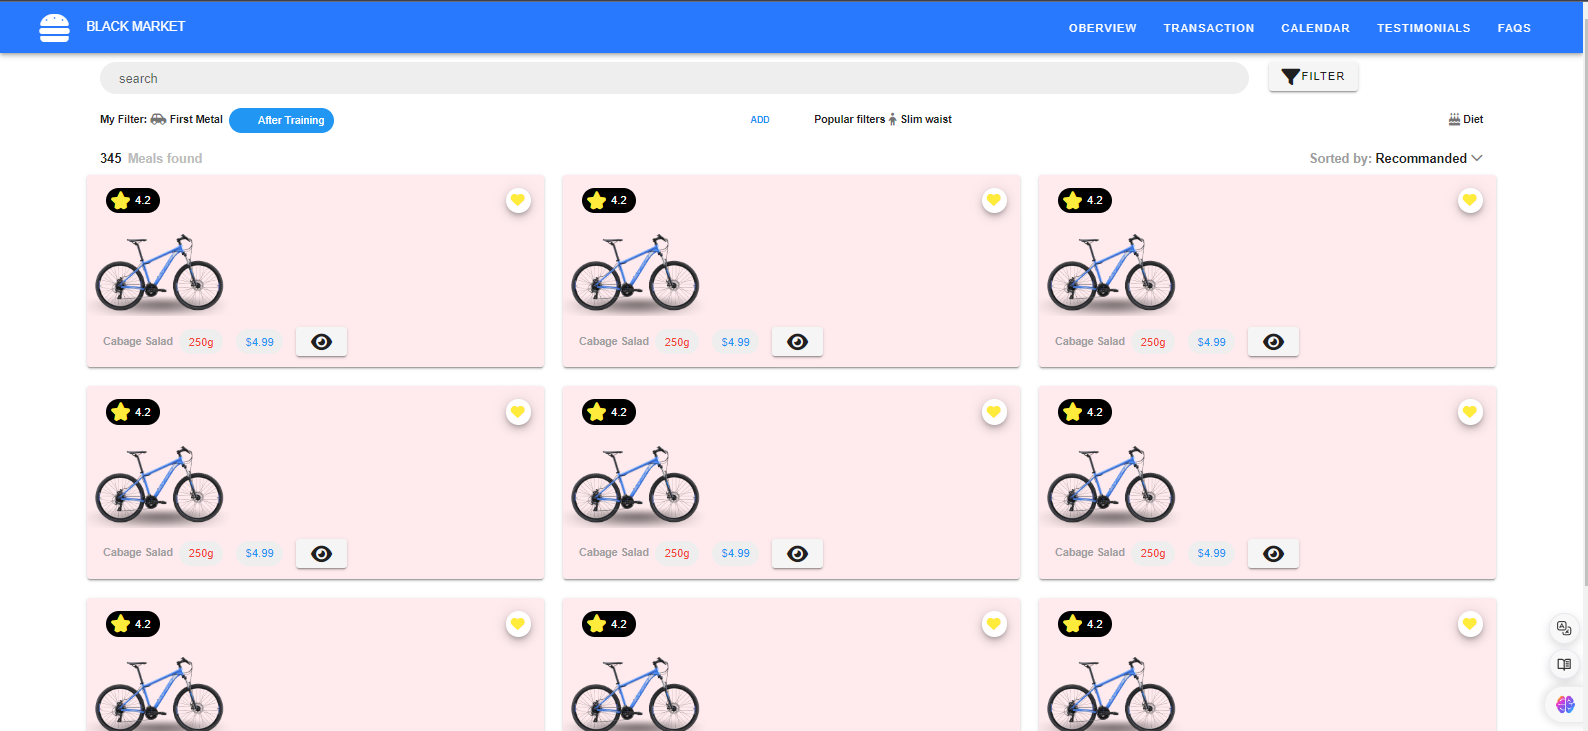 BLACK MARKET OBERVIEW TRANSACTION CALENDAR TESTIMONIALS FAQS
search FILTER
My Filter: First Metal After Training ADD Popular filters Slim waist Diet
345 Meals found Sorted by: Recommanded
4.2 4.2 4.2
Cabage Salad 250g $4.99 Cabage Salad 250g $4.99 Cabage Salad 250g $4.99
4.2 4.2 4.2
Cabage Salad 250g $4.99 Cabage Salad 250g $4.99 Cabage Salad 250g $4.99
4.2 4.2 4.2